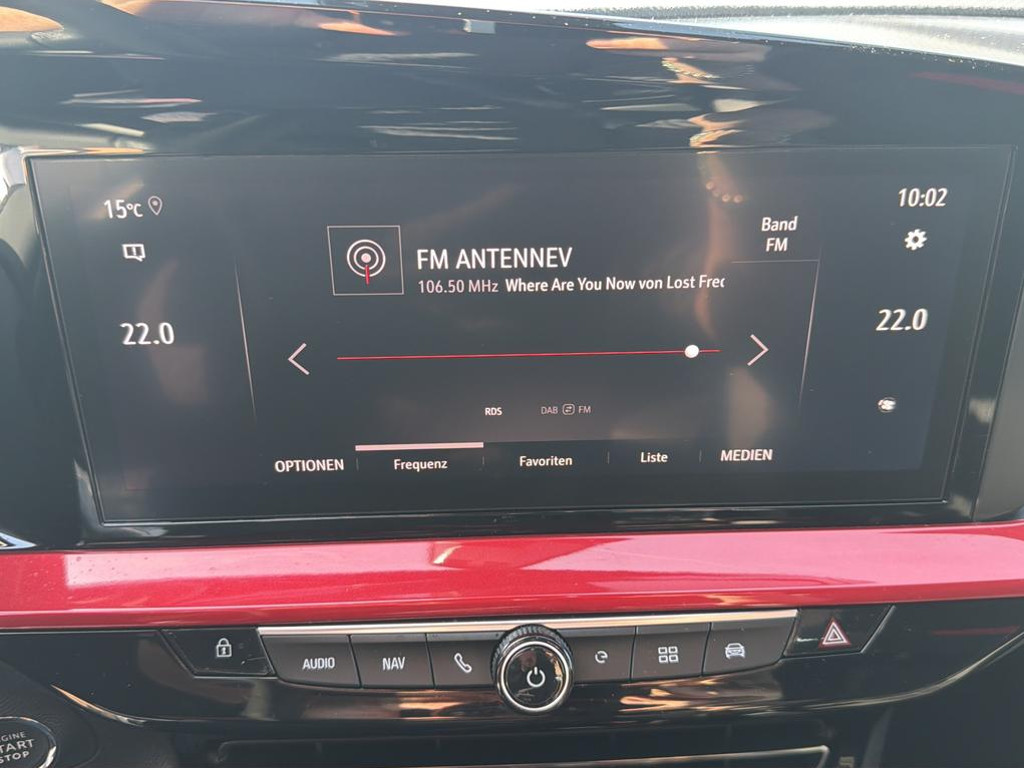 15°C
10:02
Band
FM
FM ANTENNEV
106.50 MHz Where Are You Now von Lost Frec
22.0
22.0
RDS
DAB FM
OPTIONEN
Frequenz
Favoriten
Liste
MEDIEN
AUDIO
NAV
START
STOP